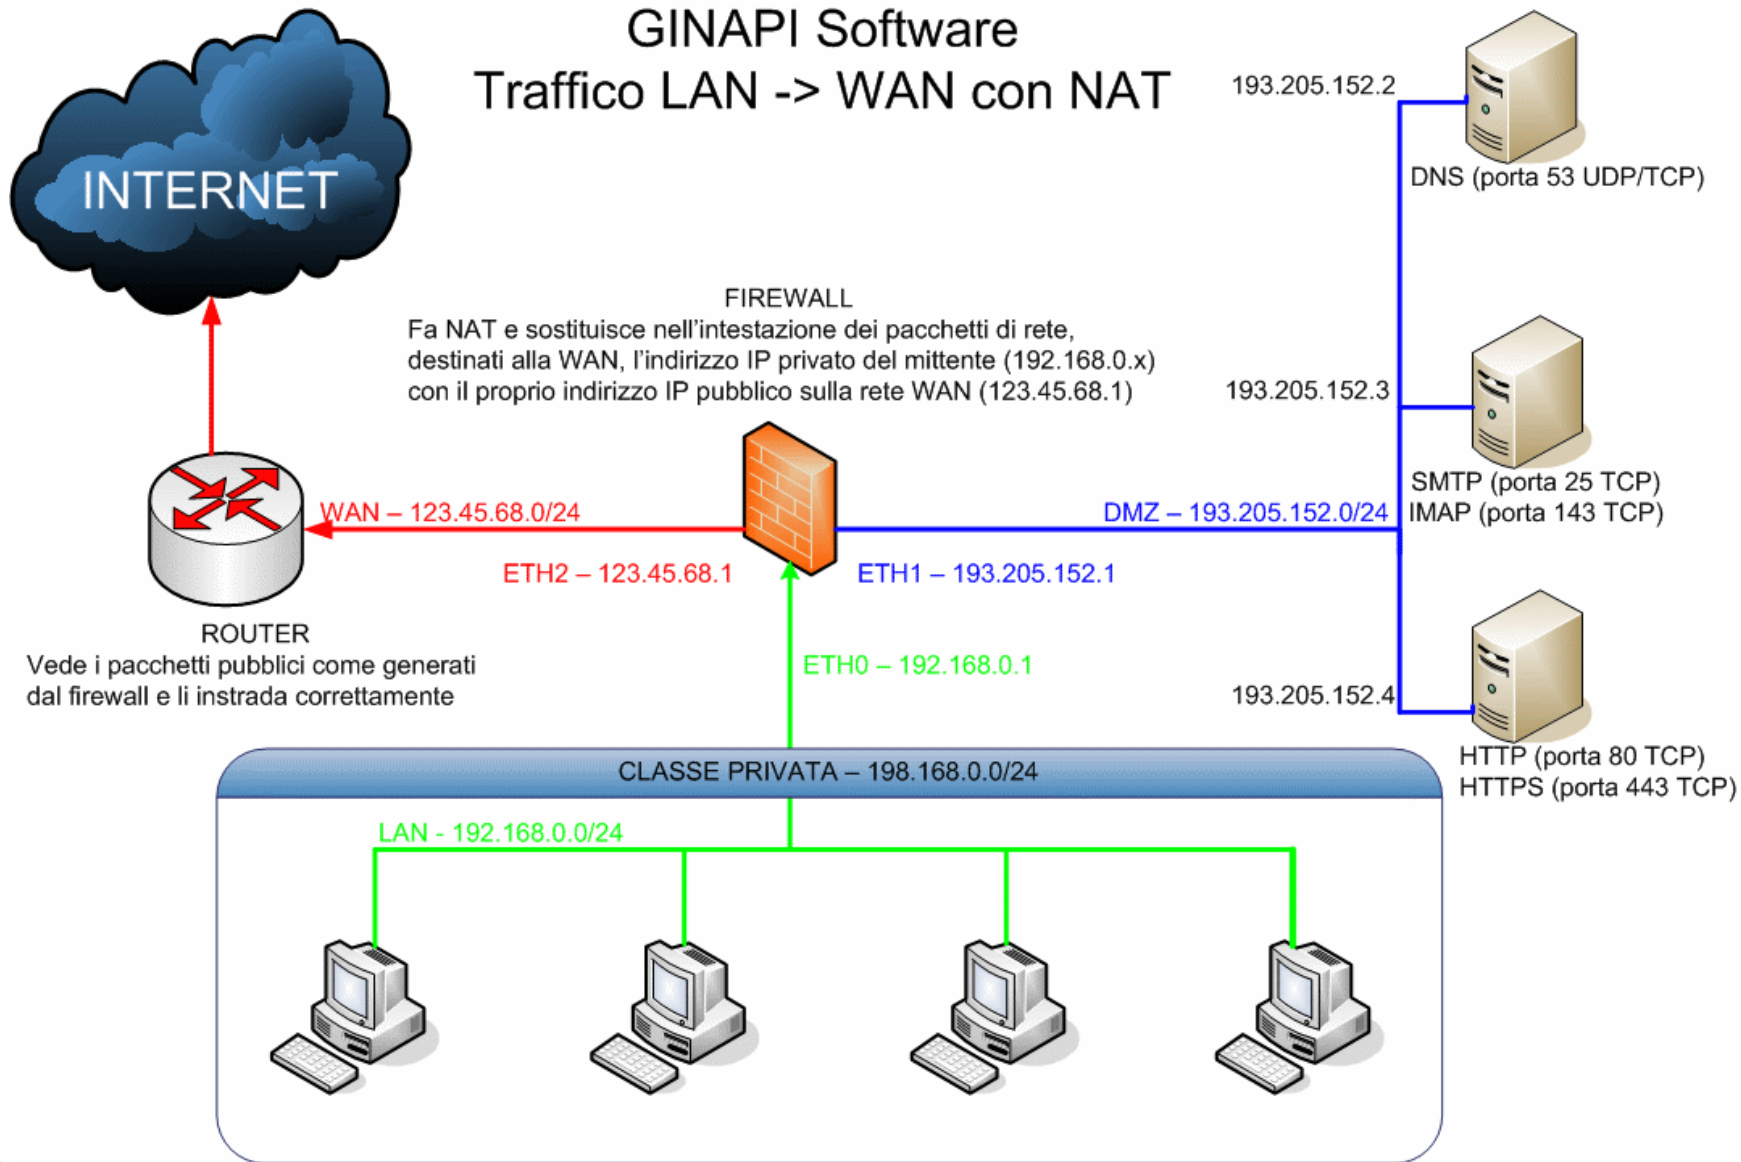 GINAPI Software
Traffico LAN -> WAN con NAT
INTERNET
193.205.152.2
DNS (porta 53 UDP/TCP)
FIREWALL
Fa NAT e sostituisce nell'intestazione dei pacchetti di rete,
destinati alla WAN, l'indirizzo IP privato del mittente (192.168.0.x)
con il proprio indirizzo IP pubblico sulla rete WAN (123.45.68.1)
193.205.152.3
SMTP (porta 25 TCP)
IMAP (porta 143 TCP)
WAN – 123.45.68.0/24
DMZ – 193.205.152.0/24
ETH2 – 123.45.68.1
ETH1 – 193.205.152.1
ROUTER
Vede i pacchetti pubblici come generati
dal firewall e li instrada correttamente
ETH0 – 192.168.0.1
193.205.152.4
HTTP (porta 80 TCP)
HTTPS (porta 443 TCP)
CLASSE PRIVATA – 198.168.0.0/24
LAN - 192.168.0.0/24